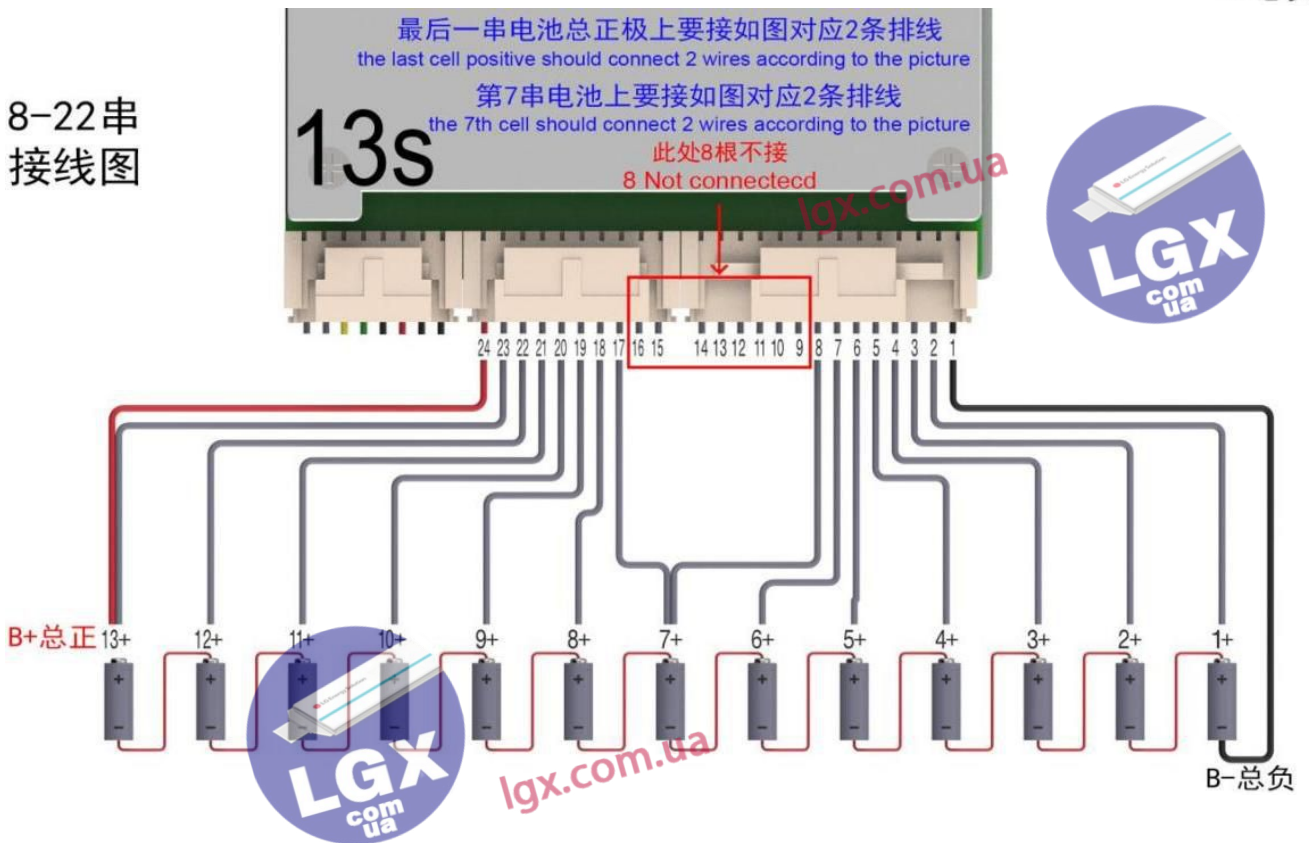 最后一串电池总正极上要接如图对应2条排线
the last cell positive should connect 2 wires according to the picture
第7串电池上要接如图对应2条排线
the 7th cell should connect 2 wires according to the picture
8-22串
接线图
13s
此处8根不接
8 Not connectecd
lgx.com.ua
LGX
com
ua
24 23 22 21 20 19 18 17 16 15 14 13 12 11 10 9 8 7 6 5 4 3 2 1
B+总正 13+ 12+ 11+ 10+ 9+ 8+ 7+ 6+ 5+ 4+ 3+ 2+ 1+
+ + + + + + + + + + + + +
- - - - - - - - - - - - -
B-总负
lgx.com.ua
LGX
com
ua